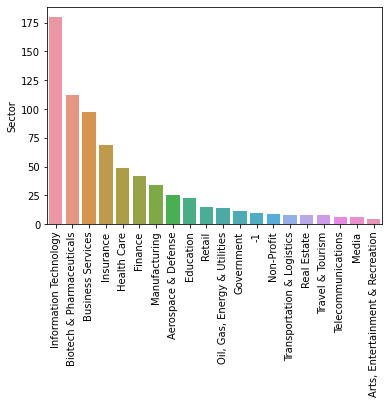 175
150
125
100
75
50
25
0
Sector
Information Technology
Biotech & Pharmaceuticals
Business Services
Insurance
Health Care
Finance
Manufacturing
Aerospace & Defense
Education
Retail
Oil, Gas, Energy & Utilities
Government
-1
Non-Profit
Transportation & Logistics
Real Estate
Travel & Tourism
Telecommunications
Media
Arts, Entertainment & Recreation